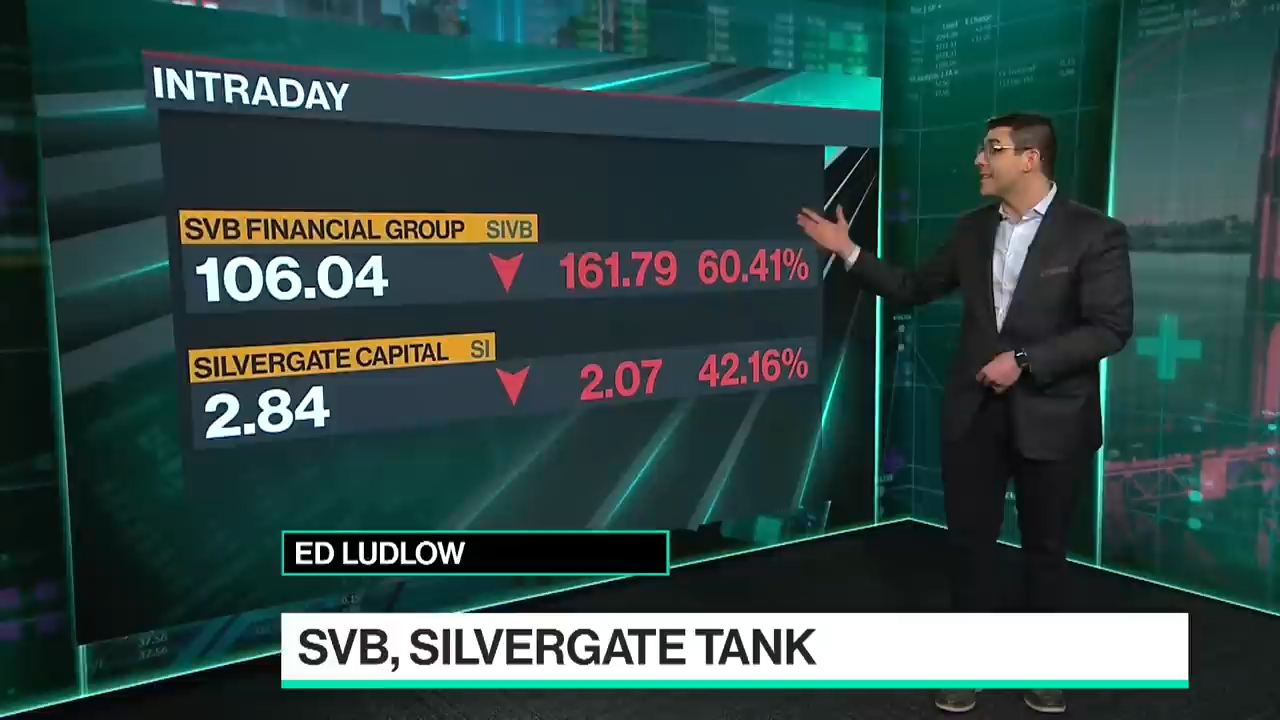 INTRADAY
SVB FINANCIAL GROUP SIVB
106.04 161.79 60.41%
SILVERGATE CAPITAL SI
2.84 2.07 42.16%
ED LUDLOW
SVB, SILVERGATE TANK